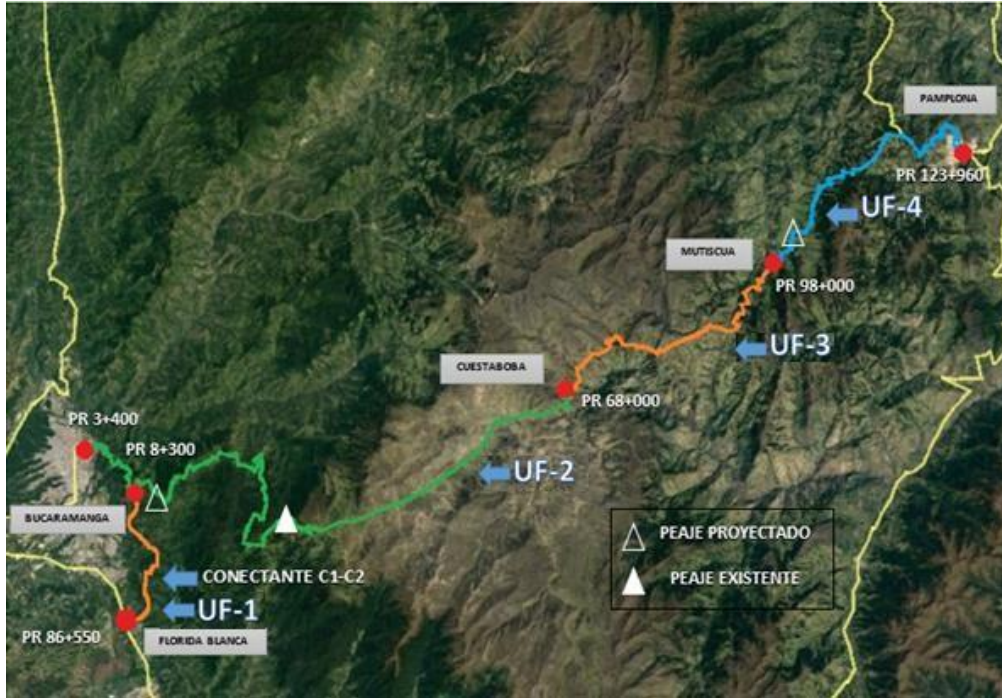 PAMPLONA
PR 123+960
UF-4
MUTISCUA
PR 98+000
UF-3
CUESTABOBA
PR 68+000
PR 3+400
PR 8+300
UF-2
BUCARAMANGA
PEAJE PROYECTADO
CONECTANTE C1-C2
PEAJE EXISTENTE
UF-1
PR 86+550
FLORIDA BLANCA